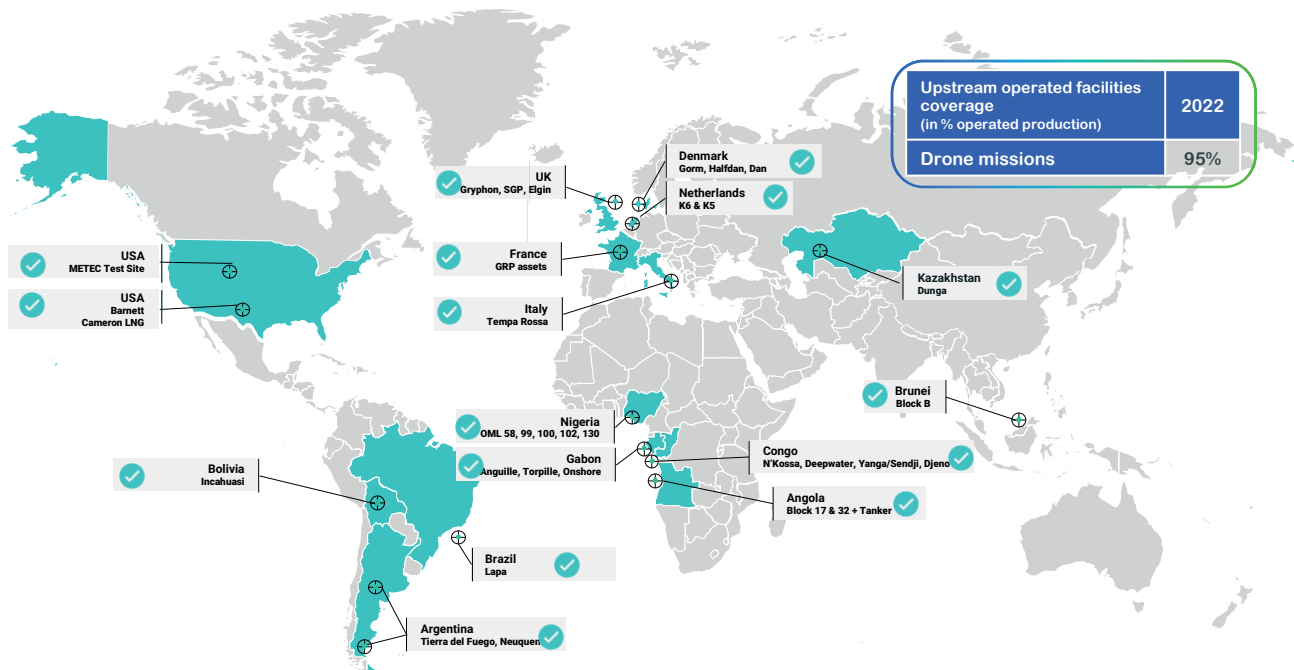 Upstream operated facilities
coverage
(in % operated production)
2022
Drone missions
95%
Denmark
Gorm, Halfdan, Dan
UK
Gryphon, SGP, Elgin
Netherlands
K6 & K5
USA
METEC Test Site
France
GRP assets
Kazakhstan
Dunga
USA
Barnett
Cameron LNG
Italy
Tempa Rossa
Brunei
Block B
Nigeria
OML 58, 99, 100, 102, 130
Gabon
Anguille, Torpille, Onshore
Congo
N'Kossa, Deepwater, Yanga/Sendji, Djeno
Bolivia
Incahuasi
Angola
Block 17 & 32 + Tanker
Brazil
Lapa
Argentina
Tierra del Fuego, Neuquen